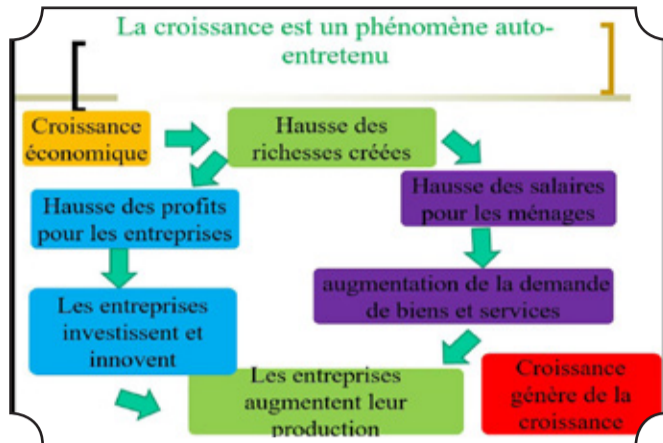 La croissance est un phénomène auto-
entretenu
Croissance
économique
Hausse des
richesses créées
Hausse des profits
pour les entreprises
Hausse des salaires
pour les ménages
Les entreprises
investissent et
innovent
augmentation de la demande
de biens et services
Les entreprises
augmentent leur
production
Croissance
génère de la
croissance